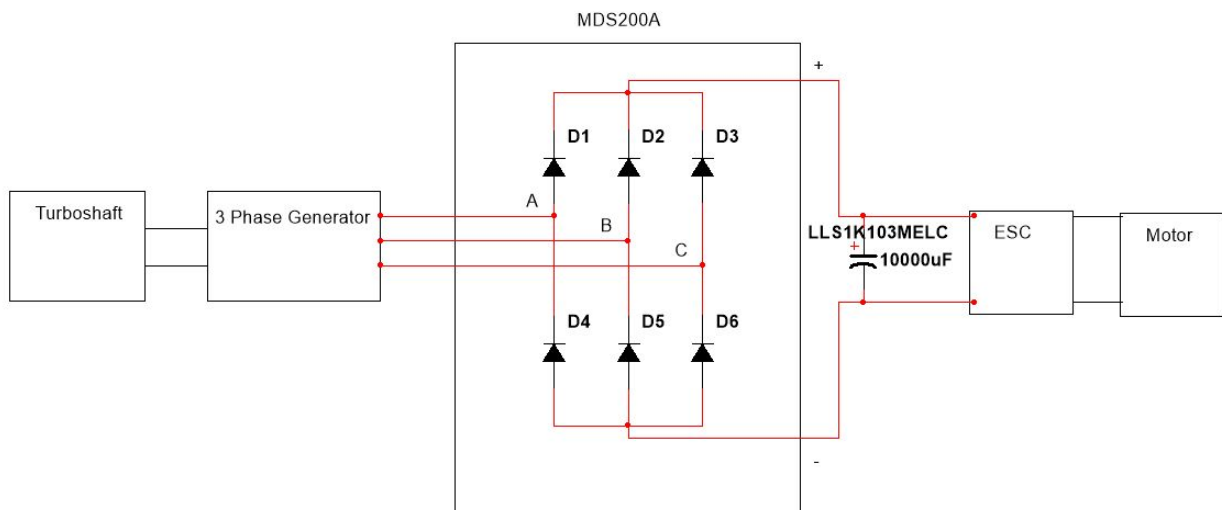 MDS200A
+
D1 D2 D3
Turboshaft
3 Phase Generator
A
B
C
LLS1K103MELC
+
10000uF
ESC
Motor
D4 D5 D6
-